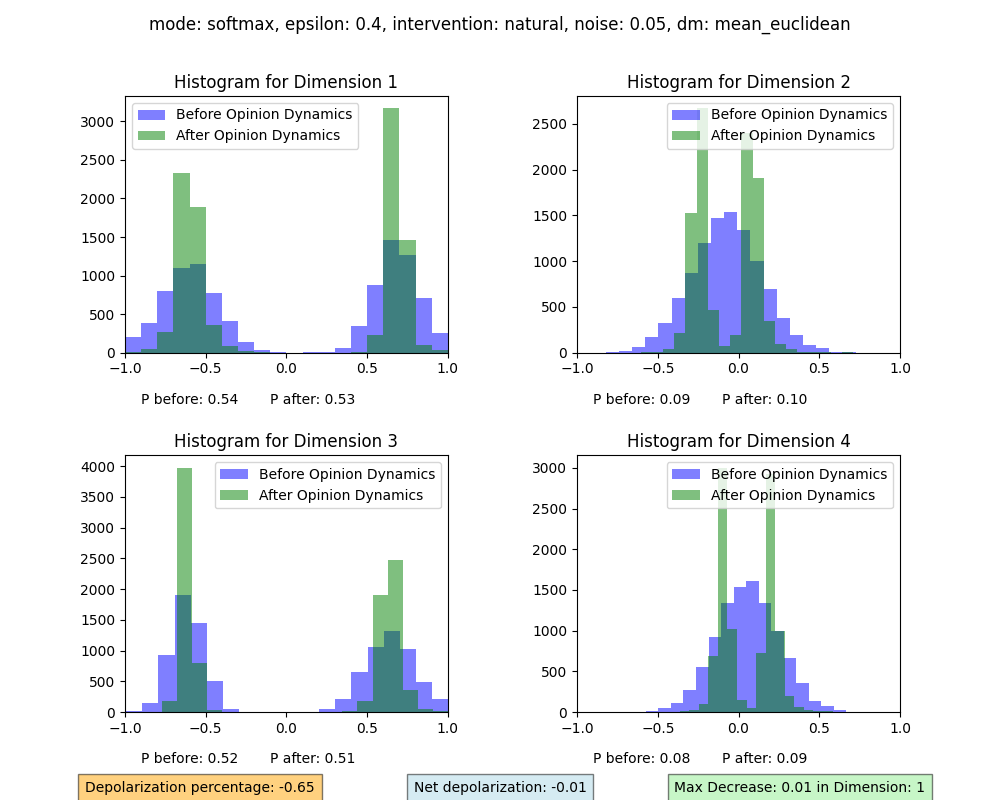 mode: softmax, epsilon: 0.4, intervention: natural, noise: 0.05, dm: mean_euclidean
Histogram for Dimension 1
Before Opinion Dynamics
After Opinion Dynamics
3000
2500
2000
1500
1000
500
0
−1.0 −0.5 0.0 0.5 1.0
P before: 0.54 P after: 0.53
Histogram for Dimension 2
Before Opinion Dynamics
After Opinion Dynamics
2500
2000
1500
1000
500
0
−1.0 −0.5 0.0 0.5 1.0
P before: 0.09 P after: 0.10
Histogram for Dimension 3
Before Opinion Dynamics
After Opinion Dynamics
4000
3500
3000
2500
2000
1500
1000
500
0
−1.0 −0.5 0.0 0.5 1.0
P before: 0.52 P after: 0.51
Histogram for Dimension 4
Before Opinion Dynamics
After Opinion Dynamics
3000
2500
2000
1500
1000
500
0
−1.0 −0.5 0.0 0.5 1.0
P before: 0.08 P after: 0.09
Depolarization percentage: -0.65
Net depolarization: -0.01
Max Decrease: 0.01 in Dimension: 1